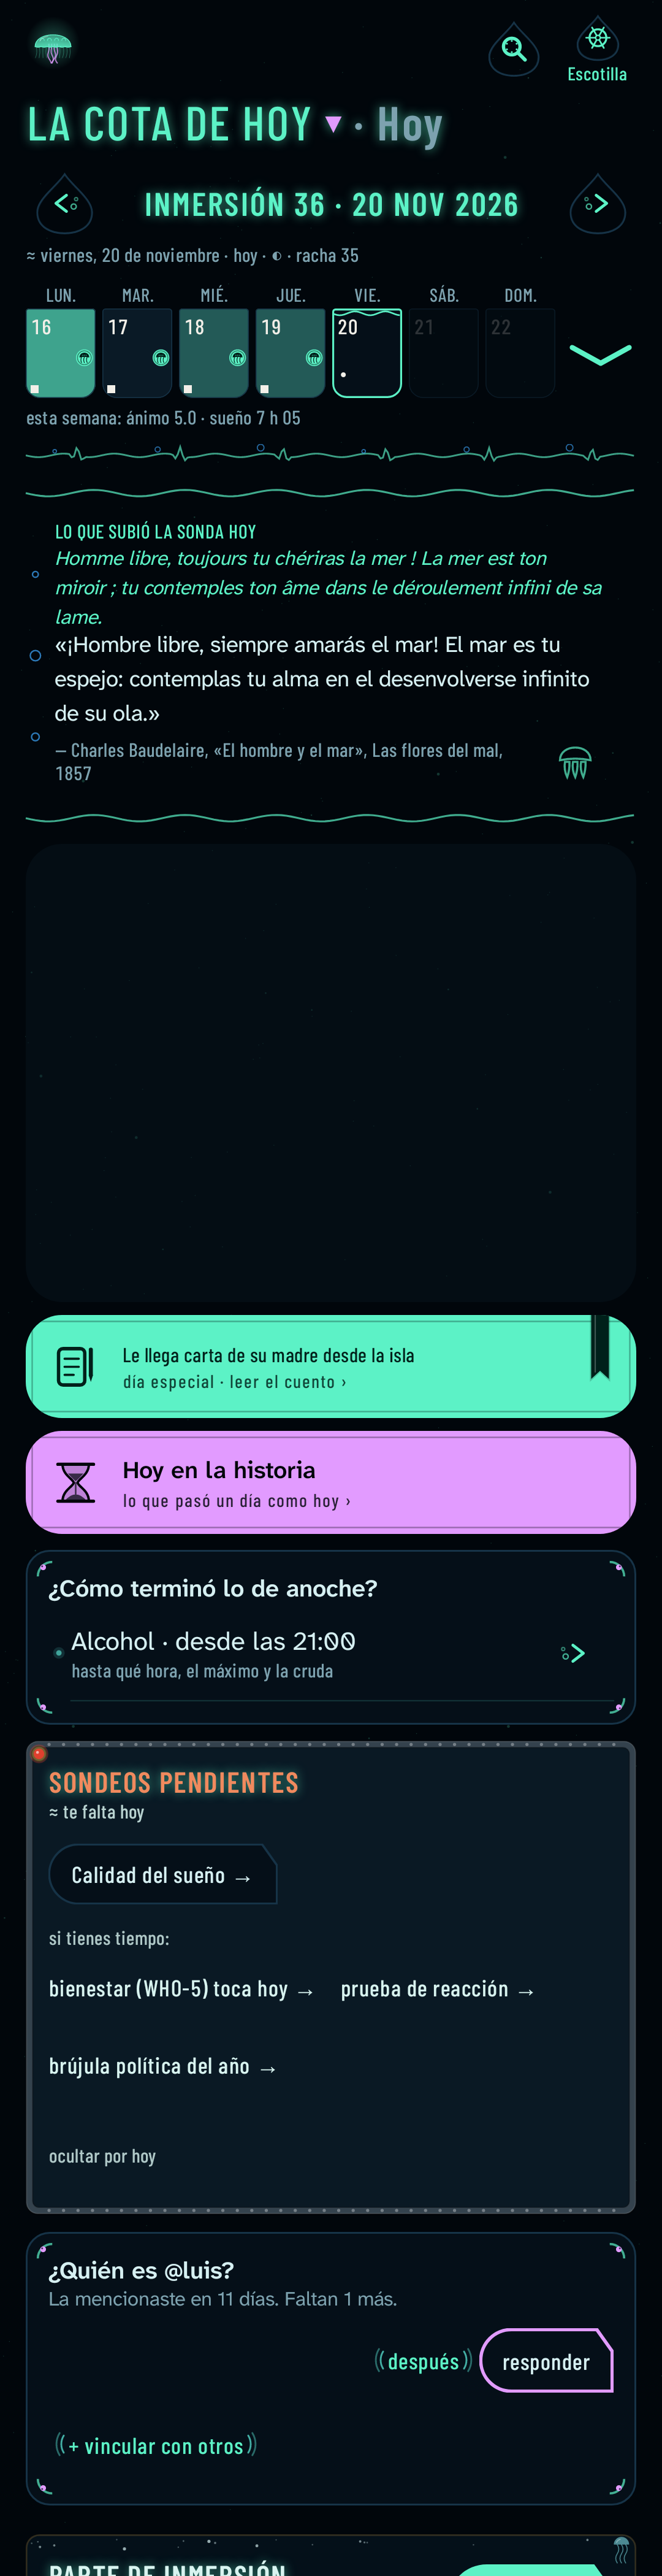 Escotilla
LA COTA DE HOY ▾ · Hoy
INMERSIÓN 36 · 20 NOV 2026
≈ viernes, 20 de noviembre · hoy · ◐ · racha 35
LUN. MAR. MIÉ. JUE. VIE. SÁB. DOM.
16 17 18 19 20 21 22
esta semana: ánimo 5.0 · sueño 7 h 05
LO QUE SUBIÓ LA SONDA HOY
Homme libre, toujours tu chériras la mer ! La mer est ton
miroir ; tu contemples ton âme dans le déroulement infini de sa
lame.
«¡Hombre libre, siempre amarás el mar! El mar es tu
espejo: contemplas tu alma en el desenvolverse infinito
de su ola.»
— Charles Baudelaire, «El hombre y el mar», Las flores del mal,
1857
Le llega carta de su madre desde la isla
día especial · leer el cuento ›
Hoy en la historia
lo que pasó un día como hoy ›
¿Cómo terminó lo de anoche?
Alcohol · desde las 21:00
hasta qué hora, el máximo y la cruda
SONDEOS PENDIENTES
≈ te falta hoy
Calidad del sueño →
si tienes tiempo:
bienestar (WHO-5) toca hoy → prueba de reacción →
brújula política del año →
ocultar por hoy
¿Quién es @luis?
La mencionaste en 11 días. Faltan 1 más.
después responder
+ vincular con otros
PARTE DE INMERSIÓN